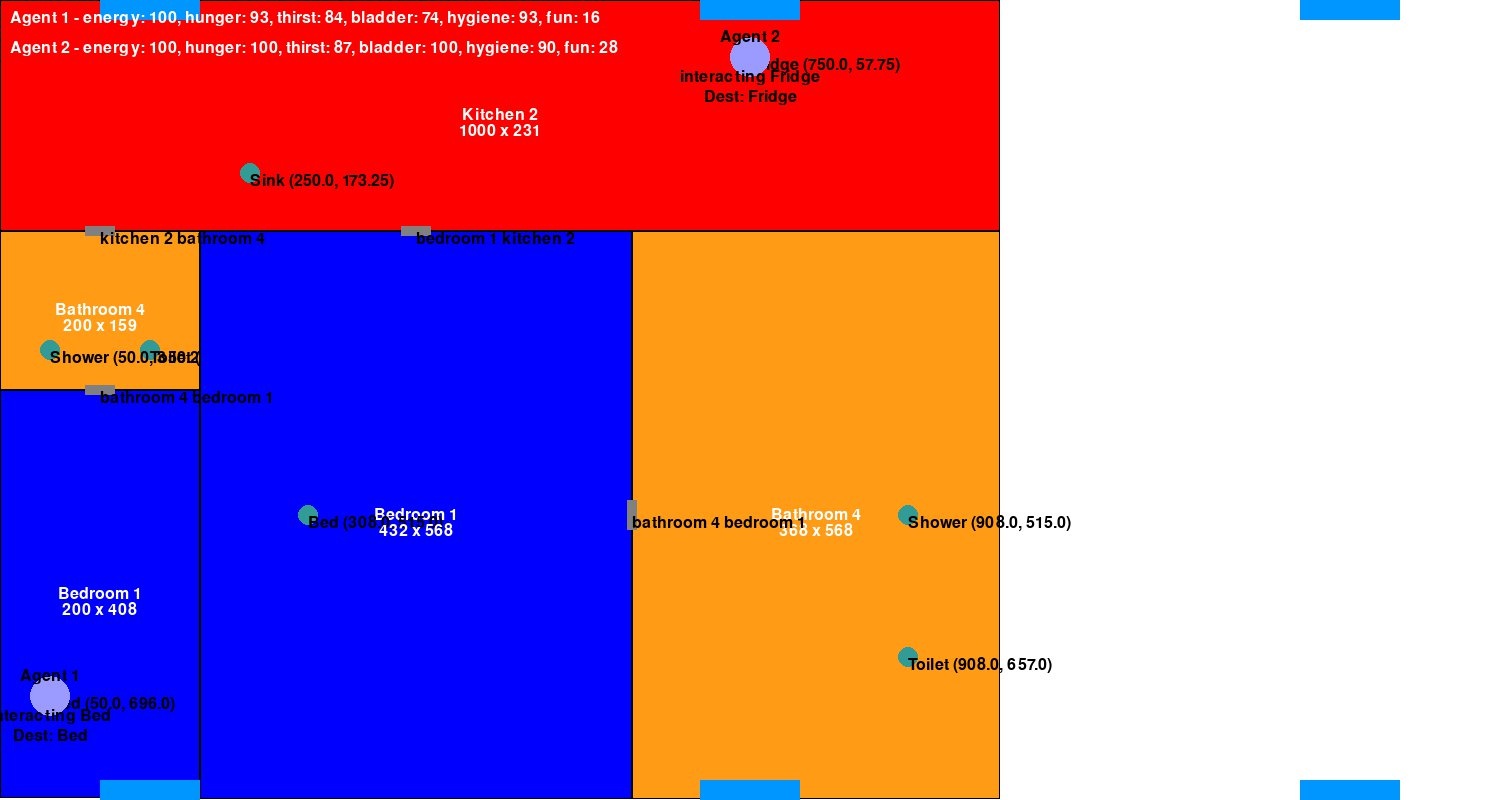 Agent 1 - energy: 100, hunger: 93, thirst: 84, bladder: 74, hygiene: 93, fun: 16
Agent 2 - energy: 100, hunger: 100, thirst: 87, bladder: 100, hygiene: 90, fun: 28
Agent 2
(750.0, 57.75)
interacting Fridge
Dest: Fridge
Kitchen 2
1000 x 231
Sink (250.0, 173.25)
kitchen 2 bathroom 4
bedroom 1 kitchen 2
Bathroom 4
200 x 159
Shower (50.0,
bathroom 4 bedroom 1
Bedroom 1
432 x 568
Bed
bathroom 4 bedroom 1
Bathroom 4
368 x 568
Shower (908.0, 515.0)
Bedroom 1
200 x 408
Toilet (908.0, 657.0)
Agent 1
(50.0, 696.0)
Bed
Dest: Bed